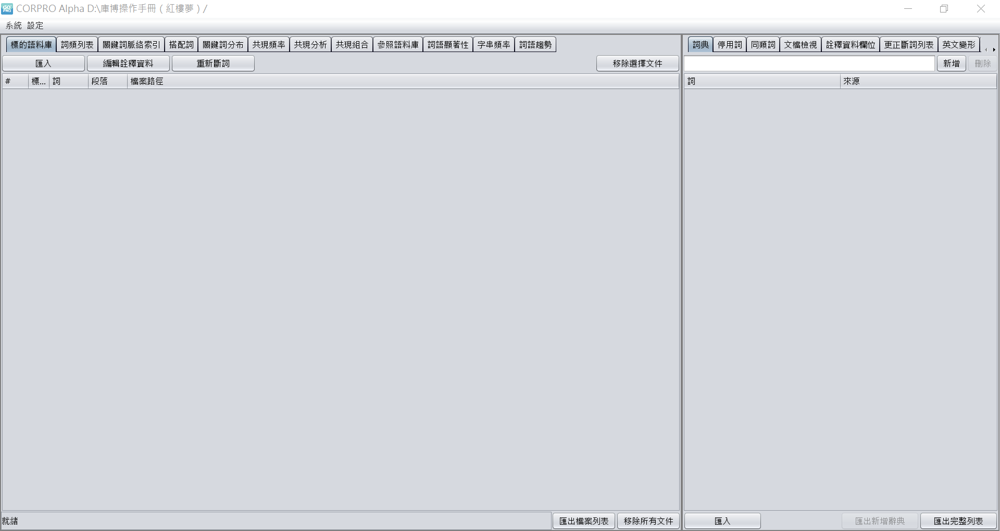 CORPRO Alpha D:\庫博操作手冊（紅樓夢）/
系統 設定
標的語料庫 詞頻列表 關鍵詞脈絡索引 搭配詞 關鍵詞分布 共現頻率 共現分析 共現組合 參照語料庫 詞語顯著性 字串頻率 詞語趨勢
匯入 編輯詮釋資料 重新斷詞 移除選擇文件
# 標... 詞 段落 檔案路徑
就緒 匯出檔案列表 移除所有文件
詞典 停用詞 同類詞 文檔檢視 詮釋資料欄位 更正斷詞列表 英文變形
新增 刪除
詞 來源
匯入 匯出新增辭典 匯出完整列表